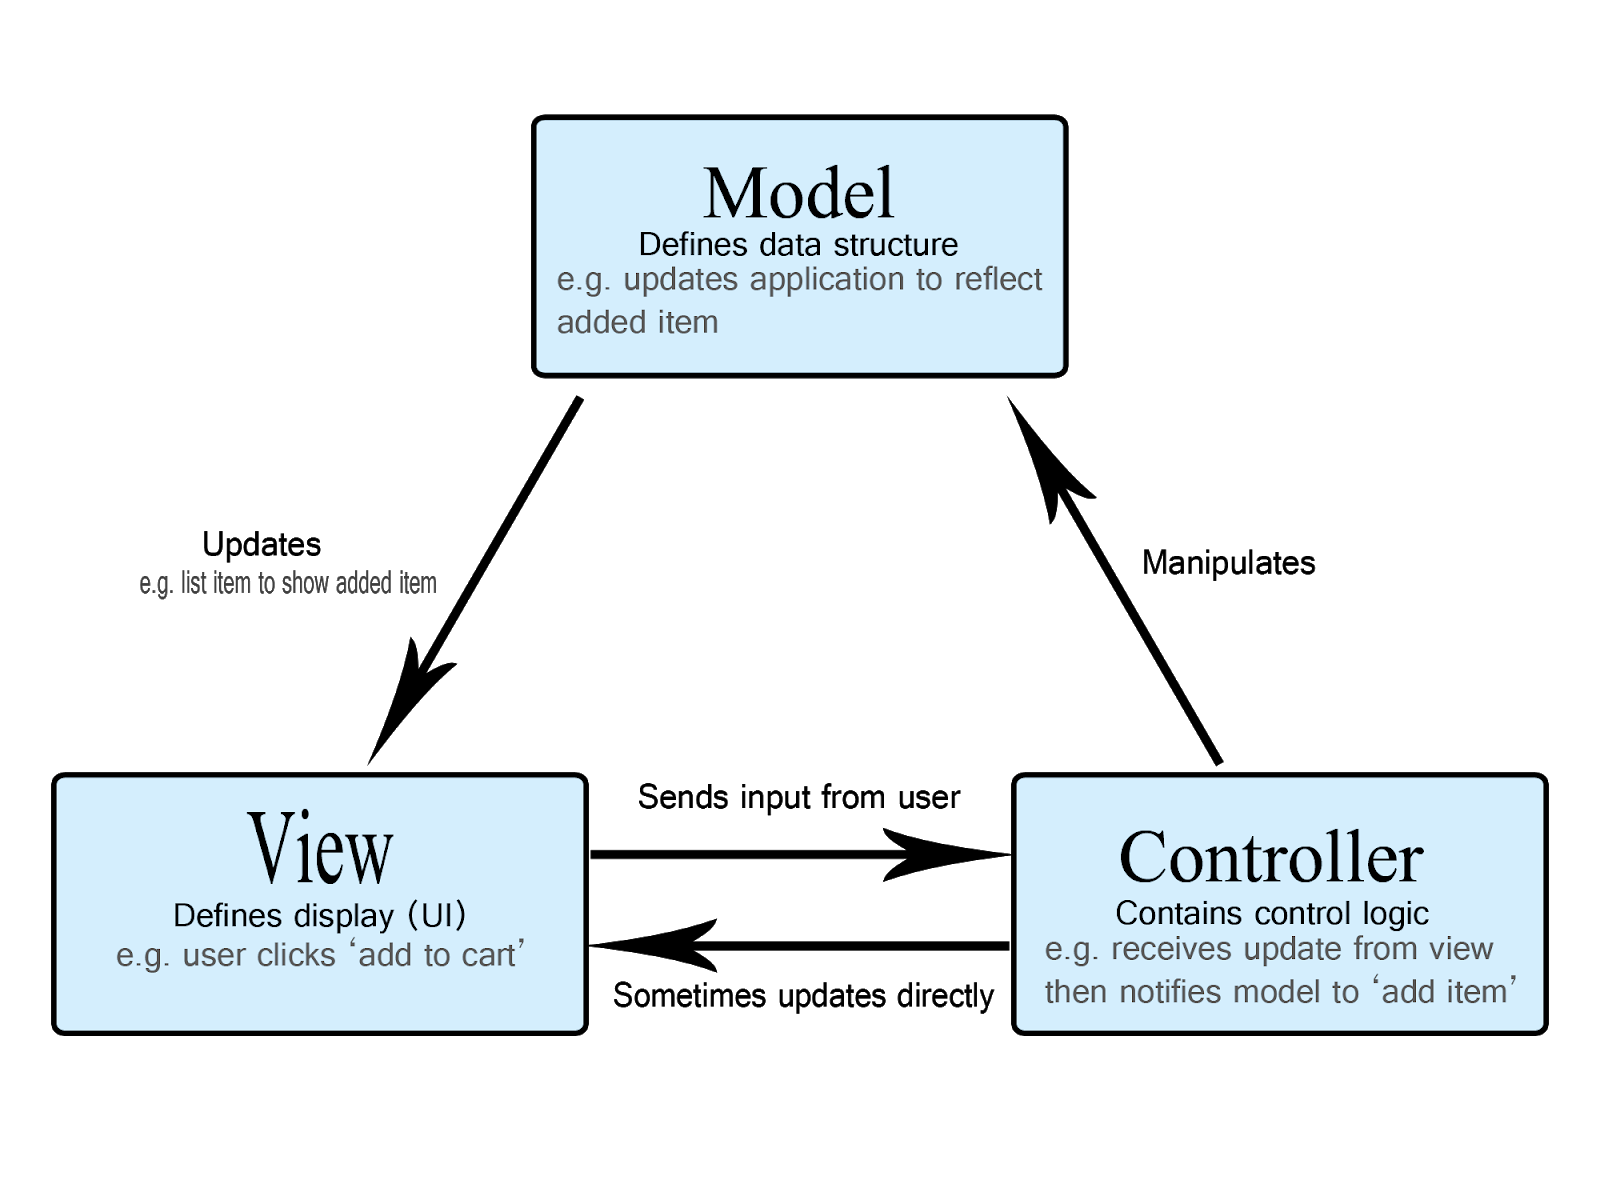 Model
Defines data structure
e.g. updates application to reflect
added item
Updates
e.g. list item to show added item
Manipulates
Sends input from user
View
Defines display (UI)
e.g. user clicks ‘add to cart’
Sometimes updates directly
Controller
Contains control logic
e.g. receives update from view
then notifies model to ‘add item’